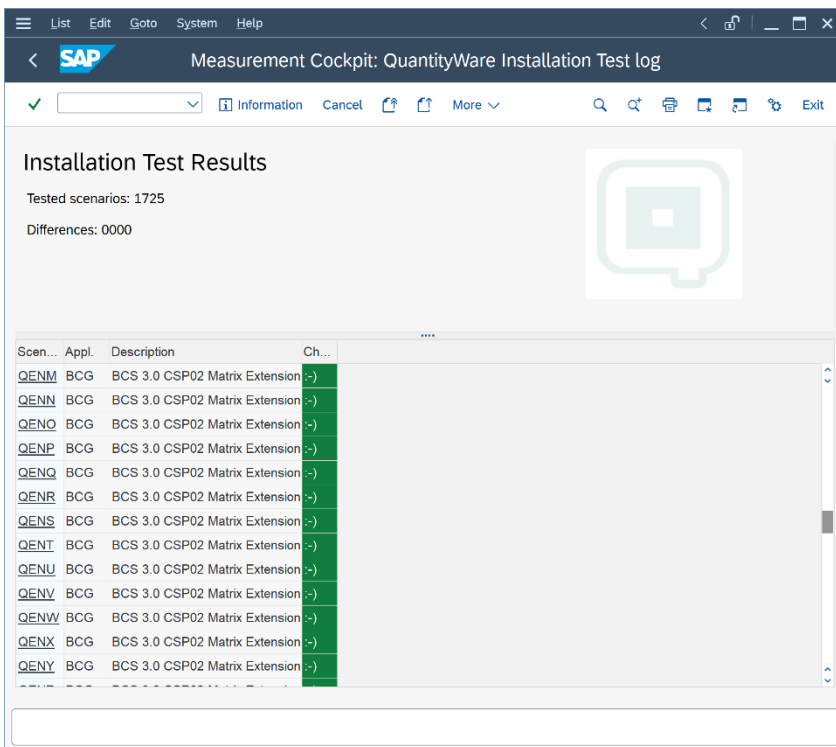 List Edit Goto System Help
SAP Measurement Cockpit: QuantityWare Installation Test log
Information Cancel More Exit
Installation Test Results
Tested scenarios: 1725
Differences: 0000
Scen... Appl. Description Ch...
QENM BCG BCS 3.0 CSP02 Matrix Extension :-)
QENN BCG BCS 3.0 CSP02 Matrix Extension :-)
QENO BCG BCS 3.0 CSP02 Matrix Extension :-)
QENP BCG BCS 3.0 CSP02 Matrix Extension :-)
QENQ BCG BCS 3.0 CSP02 Matrix Extension :-)
QENR BCG BCS 3.0 CSP02 Matrix Extension :-)
QENS BCG BCS 3.0 CSP02 Matrix Extension :-)
QENT BCG BCS 3.0 CSP02 Matrix Extension :-)
QENU BCG BCS 3.0 CSP02 Matrix Extension :-)
QENV BCG BCS 3.0 CSP02 Matrix Extension :-)
QENW BCG BCS 3.0 CSP02 Matrix Extension :-)
QENX BCG BCS 3.0 CSP02 Matrix Extension :-)
QENY BCG BCS 3.0 CSP02 Matrix Extension :-)